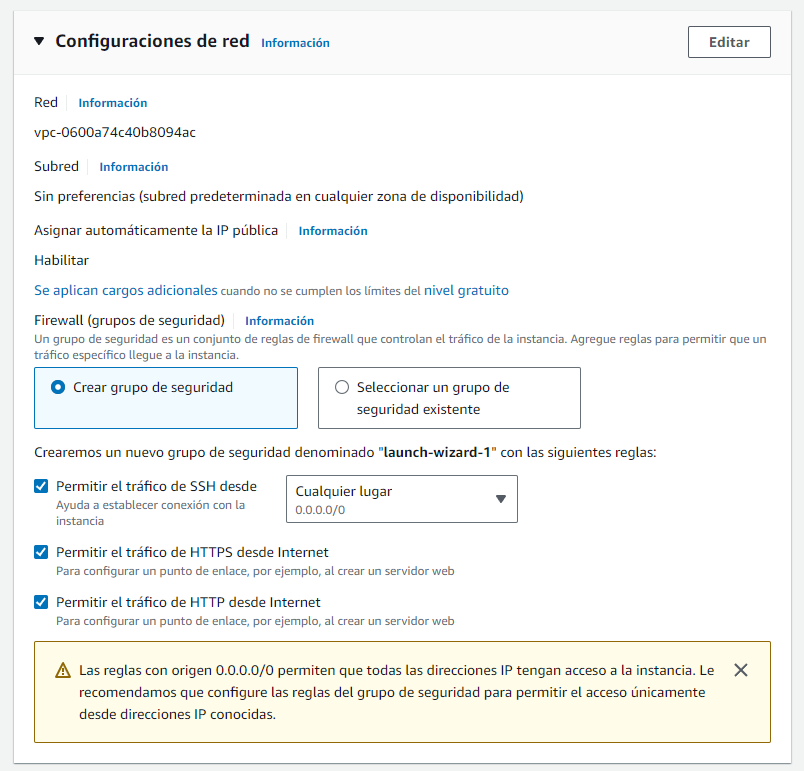 Configuraciones de red Información Editar
Red Información
vpc-0600a74c40b8094ac
Subred Información
Sin preferencias (subred predeterminada en cualquier zona de disponibilidad)
Asignar automáticamente la IP pública Información
Habilitar
Se aplican cargos adicionales cuando no se cumplen los límites del nivel gratuito
Firewall (grupos de seguridad) Información
Un grupo de seguridad es un conjunto de reglas de firewall que controlan el tráfico de la instancia. Agregue reglas para permitir que un
tráfico específico llegue a la instancia.
Crear grupo de seguridad
Seleccionar un grupo de
seguridad existente
Crearemos un nuevo grupo de seguridad denominado "launch-wizard-1" con las siguientes reglas:
Permitir el tráfico de SSH desde
Ayuda a establecer conexión con la
instancia
Cualquier lugar
0.0.0.0/0
Permitir el tráfico de HTTPS desde Internet
Para configurar un punto de enlace, por ejemplo, al crear un servidor web
Permitir el tráfico de HTTP desde Internet
Para configurar un punto de enlace, por ejemplo, al crear un servidor web
Las reglas con origen 0.0.0.0/0 permiten que todas las direcciones IP tengan acceso a la instancia. Le
recomendamos que configure las reglas del grupo de seguridad para permitir el acceso únicamente
desde direcciones IP conocidas.